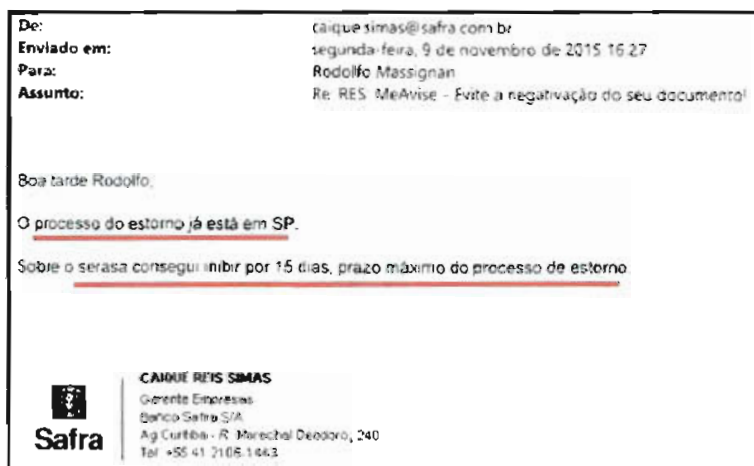 De: caique.simas@safra.com.br
Enviado em: segunda-feira, 9 de novembro de 2015 16:27
Para: Rodolfo Massignan
Assunto: Re: RES: MeAvise - Evite a negativação do seu documento!
Boa tarde Rodolfo,
O processo do estorno já está em SP.
Sobre o serasa consegui inibir por 15 dias, prazo máximo do processo de estorno.
Safra
CAIQUE REIS SIMAS
Gerente Empresas
Banco Safra S/A
Ag Curitiba - R. Marechal Deodoro, 240
Tel: +55 41 2106-1443